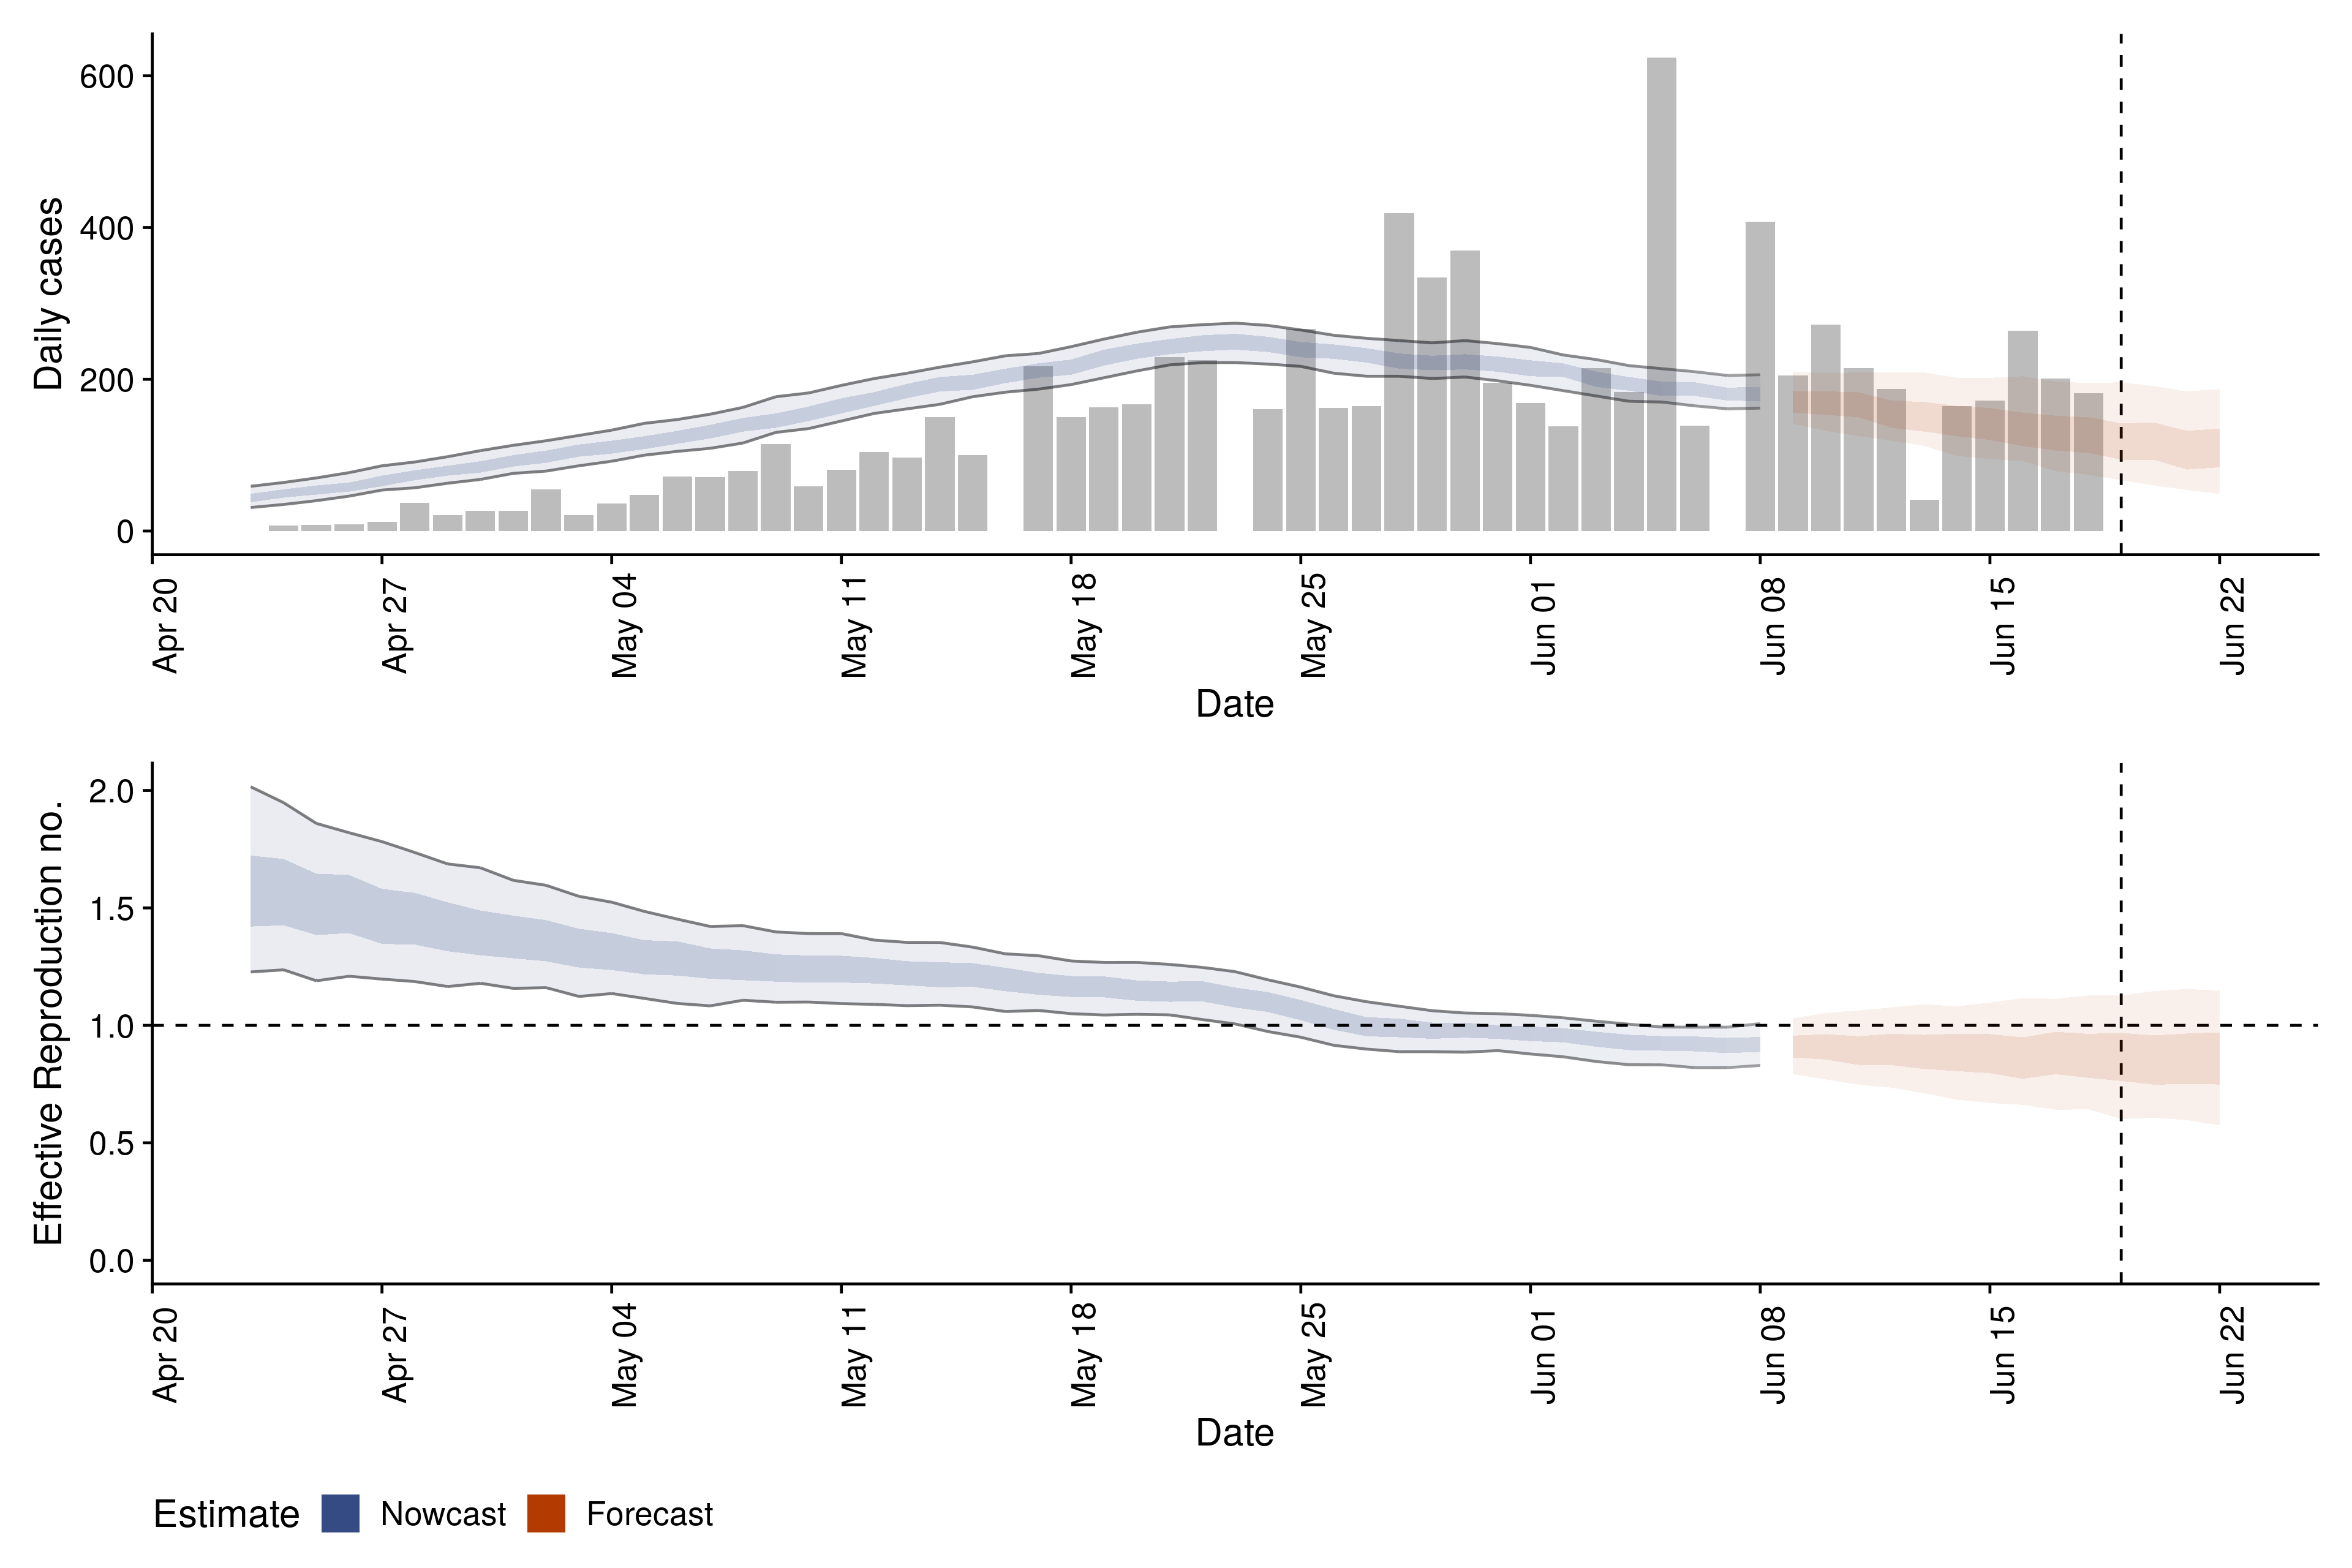 Daily cases
600
400
200
0
Apr 20
Apr 27
May 04
May 11
May 18
May 25
Jun 01
Jun 08
Jun 15
Jun 22
Date
Effective Reproduction no.
2.0
1.5
1.0
0.5
0.0
Apr 20
Apr 27
May 04
May 11
May 18
May 25
Jun 01
Jun 08
Jun 15
Jun 22
Date
Estimate Nowcast Forecast